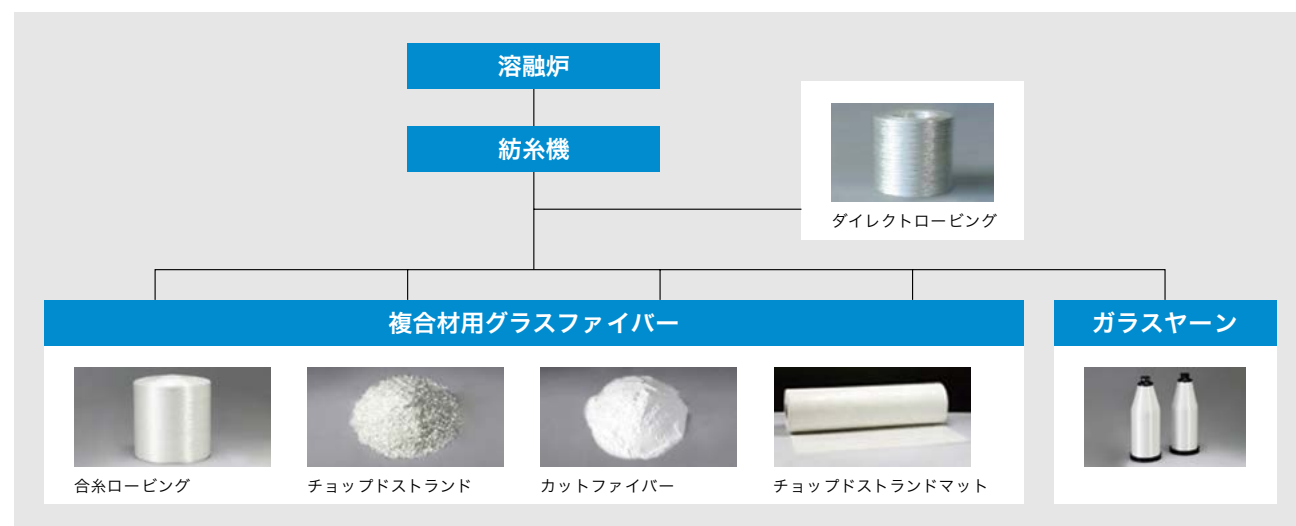 溶融炉
紡糸機
ダイレクトロービング
複合材用グラスファイバー
ガラスヤーン
合糸ロービング
チョップドストランド
カットファイバー
チョップドストランドマット